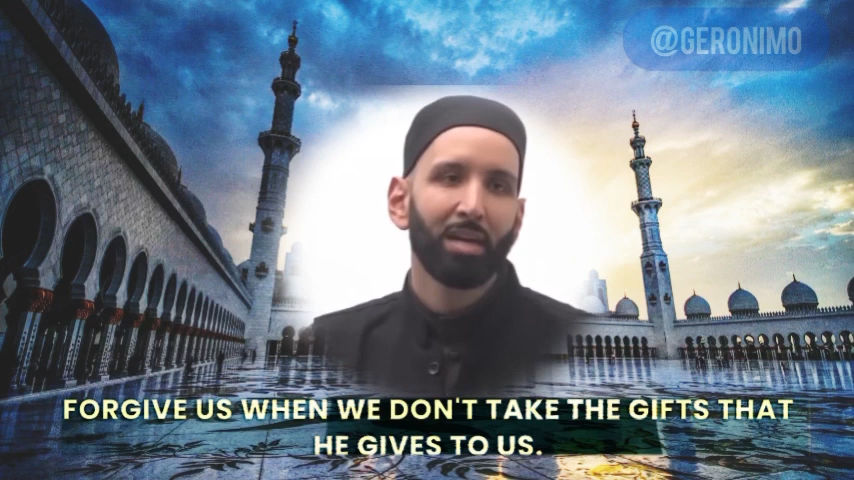 @GERONIMO
FORGIVE US WHEN WE DON'T TAKE THE GIFTS THAT
HE GIVES TO US.